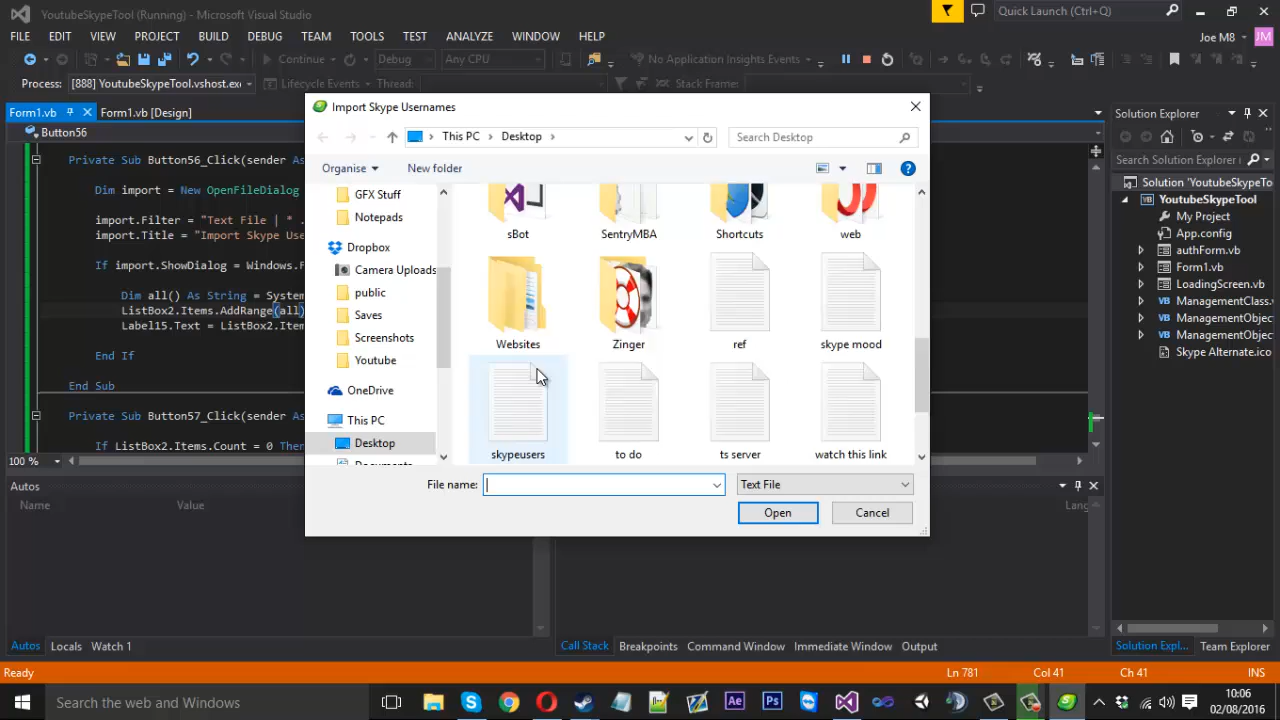 YoutubeSkypeTool (Running) - Microsoft Visual Studio
Quick Launch (Ctrl+Q)
FILE EDIT VIEW PROJECT BUILD DEBUG TEAM TOOLS TEST ANALYZE WINDOW HELP
Joe M8 JM
Continue Debug Any CPU No Application Insights Events
Process: [888] YoutubeSkypeTool.vshost.exe Lifecycle Events Thread: Stack Frame:
Form1.vb Form1.vb [Design]
Button56
Private Sub Button56_Click(sender As
Dim import = New OpenFileDialog
import.Filter = "Text File | * .
import.Title = "Import Skype Use
If import.ShowDialog = Windows.F
Dim all() As String = System
ListBox2.Items.AddRange(all)
Label15.Text = ListBox2.Item
End If
End Sub
Private Sub Button57_Click(sender As
If ListBox2.Items.Count = 0 Then
100 %
Import Skype Usernames
This PC Desktop
Search Desktop
Organise New folder
GFX Stuff
Notepads
Dropbox
Camera Uploads
public
Saves
Screenshots
Youtube
OneDrive
This PC
Desktop
Documents
sBot SentryMBA Shortcuts web
Websites Zinger ref skype mood
skypeusers to do ts server watch this link
File name: Text File
Open Cancel
Solution Explorer
Search Solution Explorer
Solution 'YoutubeSkypeTo
YoutubeSkypeTool
My Project
App.config
authForm.vb
Form1.vb
LoadingScreen.vb
ManagementClass.
ManagementObjec
ManagementObjec
Skype Alternate.ico
Autos
Name Value Lang
Autos Locals Watch 1
Call Stack Breakpoints Command Window Immediate Window Output
Solution Expl... Team Explorer
Ready Ln 781 Col 41 Ch 41 INS
Search the web and Windows
10:06
02/08/2016